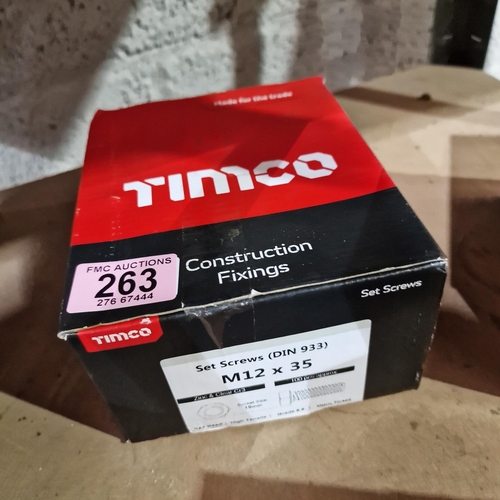 Made for the trade
TIMCO
Construction
Fixings
Set Screws
FMC AUCTIONS
263
276 67444
TIMCO
Set Screws (DIN 933)
M12 x 35